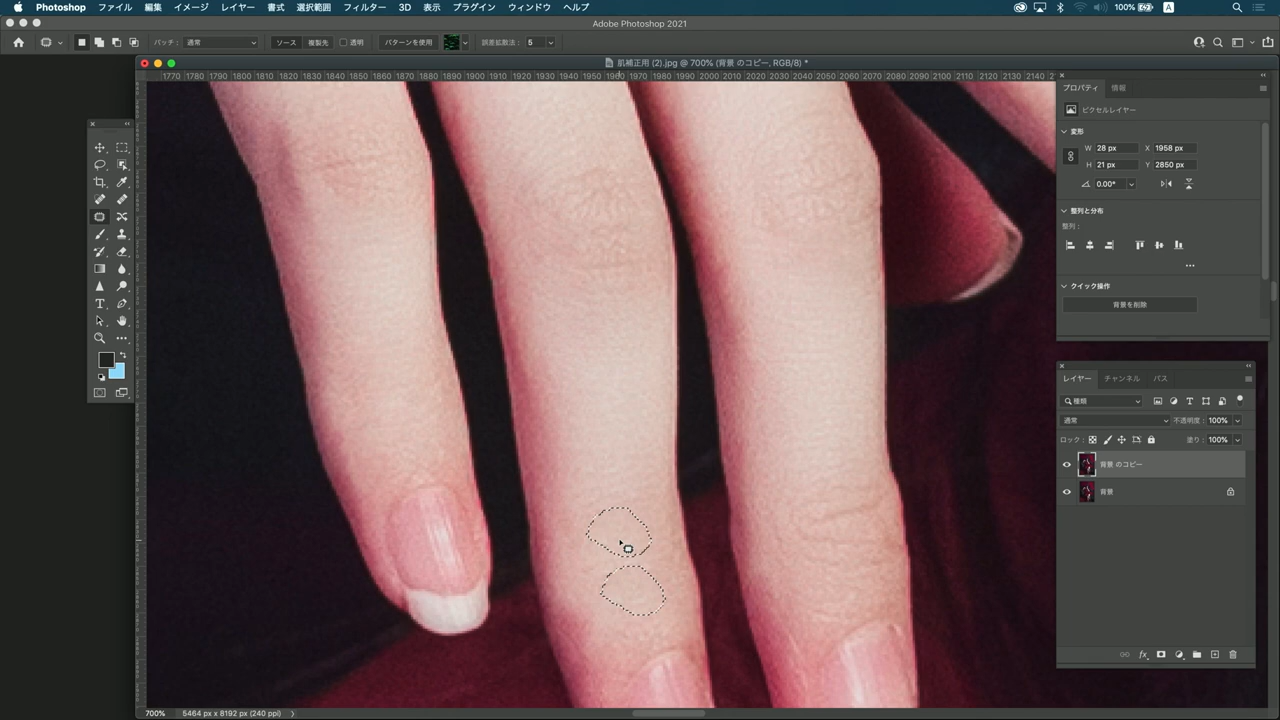 Photoshop ファイル 編集 イメージ レイヤー 書式 選択範囲 フィルター 3D 表示 プラグイン ウィンドウ ヘルプ 100% A
Adobe Photoshop 2021
パッチ： 通常 ソース 複製先 透明 パターンを使用 誤差拡散法： 5
肌補正用 (2).jpg @ 700% (背景 のコピー, RGB/8) *
1770 1780 1790 1800 1810 1820 1830 1840 1850 1860 1870 1880 1890 1900 1910 1920 1930 1940 1950 1960 1970 1980 1990 2000 2010 2020 2030 2040 2050 2060 2070 2080 2090 2100 2110 2120 2130 2140
プロパティ 情報
ピクセルレイヤー
変形
W 28 px X 1958 px
H 21 px Y 2850 px
0.00°
整列と分布
整列：
クイック操作
背景を削除
レイヤー チャンネル パス
種類
通常 不透明度： 100%
ロック： 塗り： 100%
背景 のコピー
背景
fx
700% 5464 px x 8192 px (240 ppi)